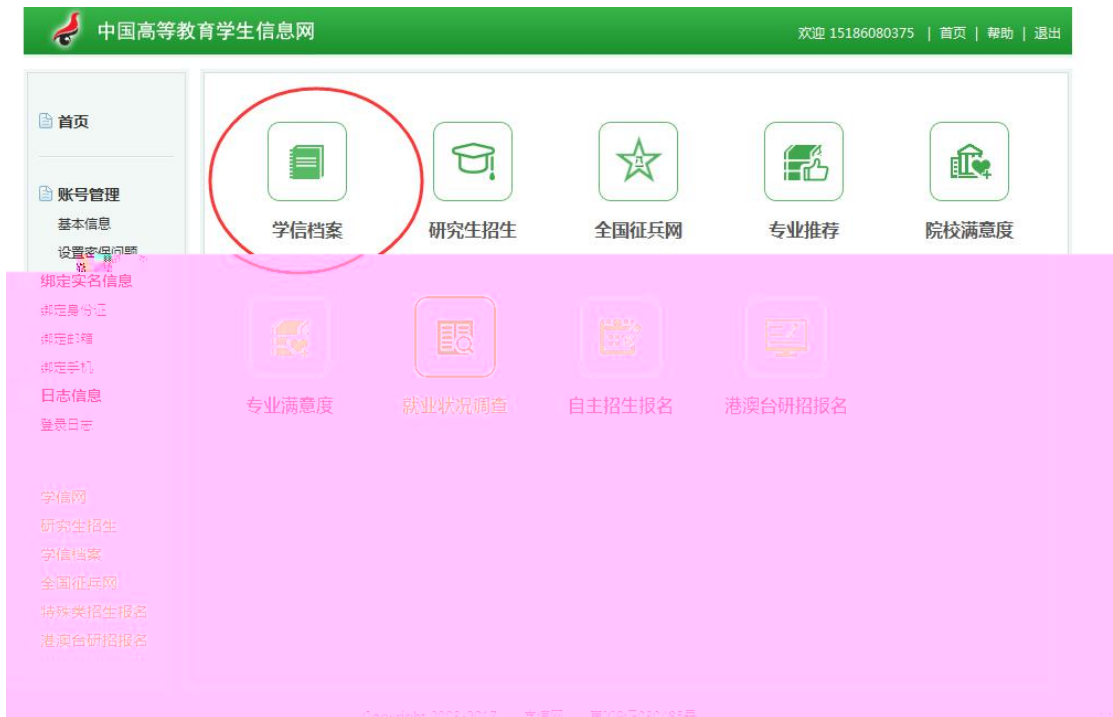 中国高等教育学生信息网
欢迎 15186080375 | 首页 | 帮助 | 退出
首页
账号管理
基本信息
设置密保问题
绑定实名信息
绑定身份证
绑定邮箱
绑定手机
日志信息
登录日志
学信网
研究生招生
学信档案
全国征兵网
特殊类招生报名
港澳台研招报名
学信档案
研究生招生
全国征兵网
专业推荐
院校满意度
专业满意度
就业状况调查
自主招生报名
港澳台研招报名